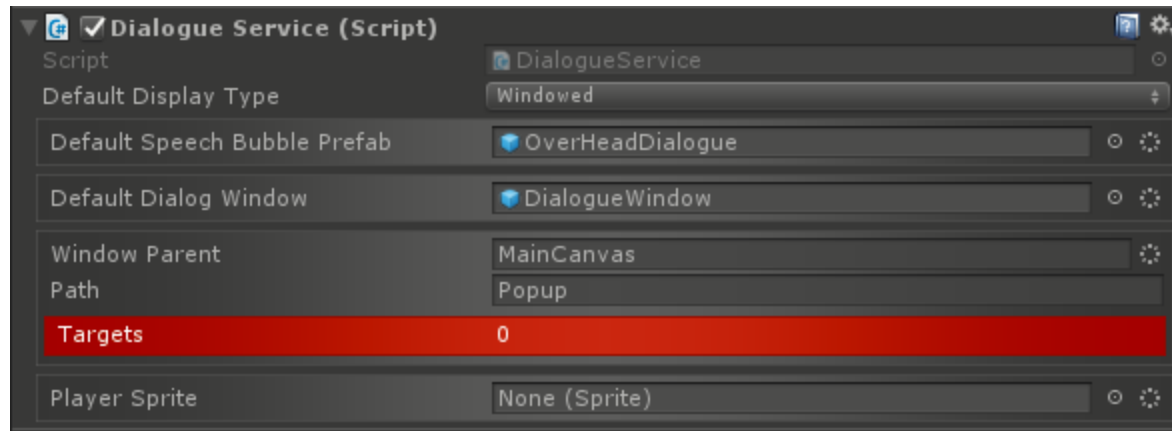 Dialogue Service (Script)
Script DialogueService
Default Display Type Windowed
Default Speech Bubble Prefab OverHeadDialogue
Default Dialog Window DialogueWindow
Window Parent MainCanvas
Path Popup
Targets 0
Player Sprite None (Sprite)